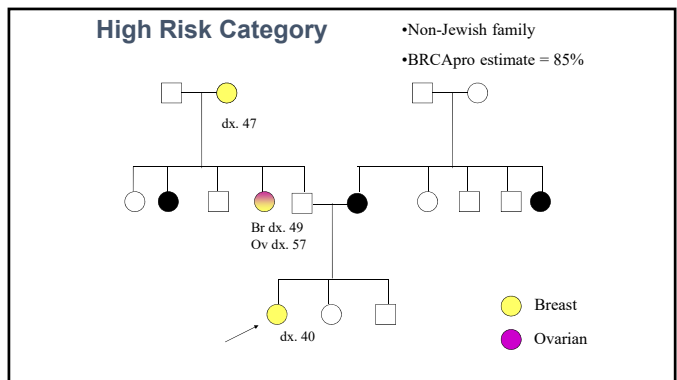 High Risk Category
•Non-Jewish family
•BRCApro estimate = 85%
dx. 47
Br dx. 49
Ov dx. 57
dx. 40
Breast
Ovarian